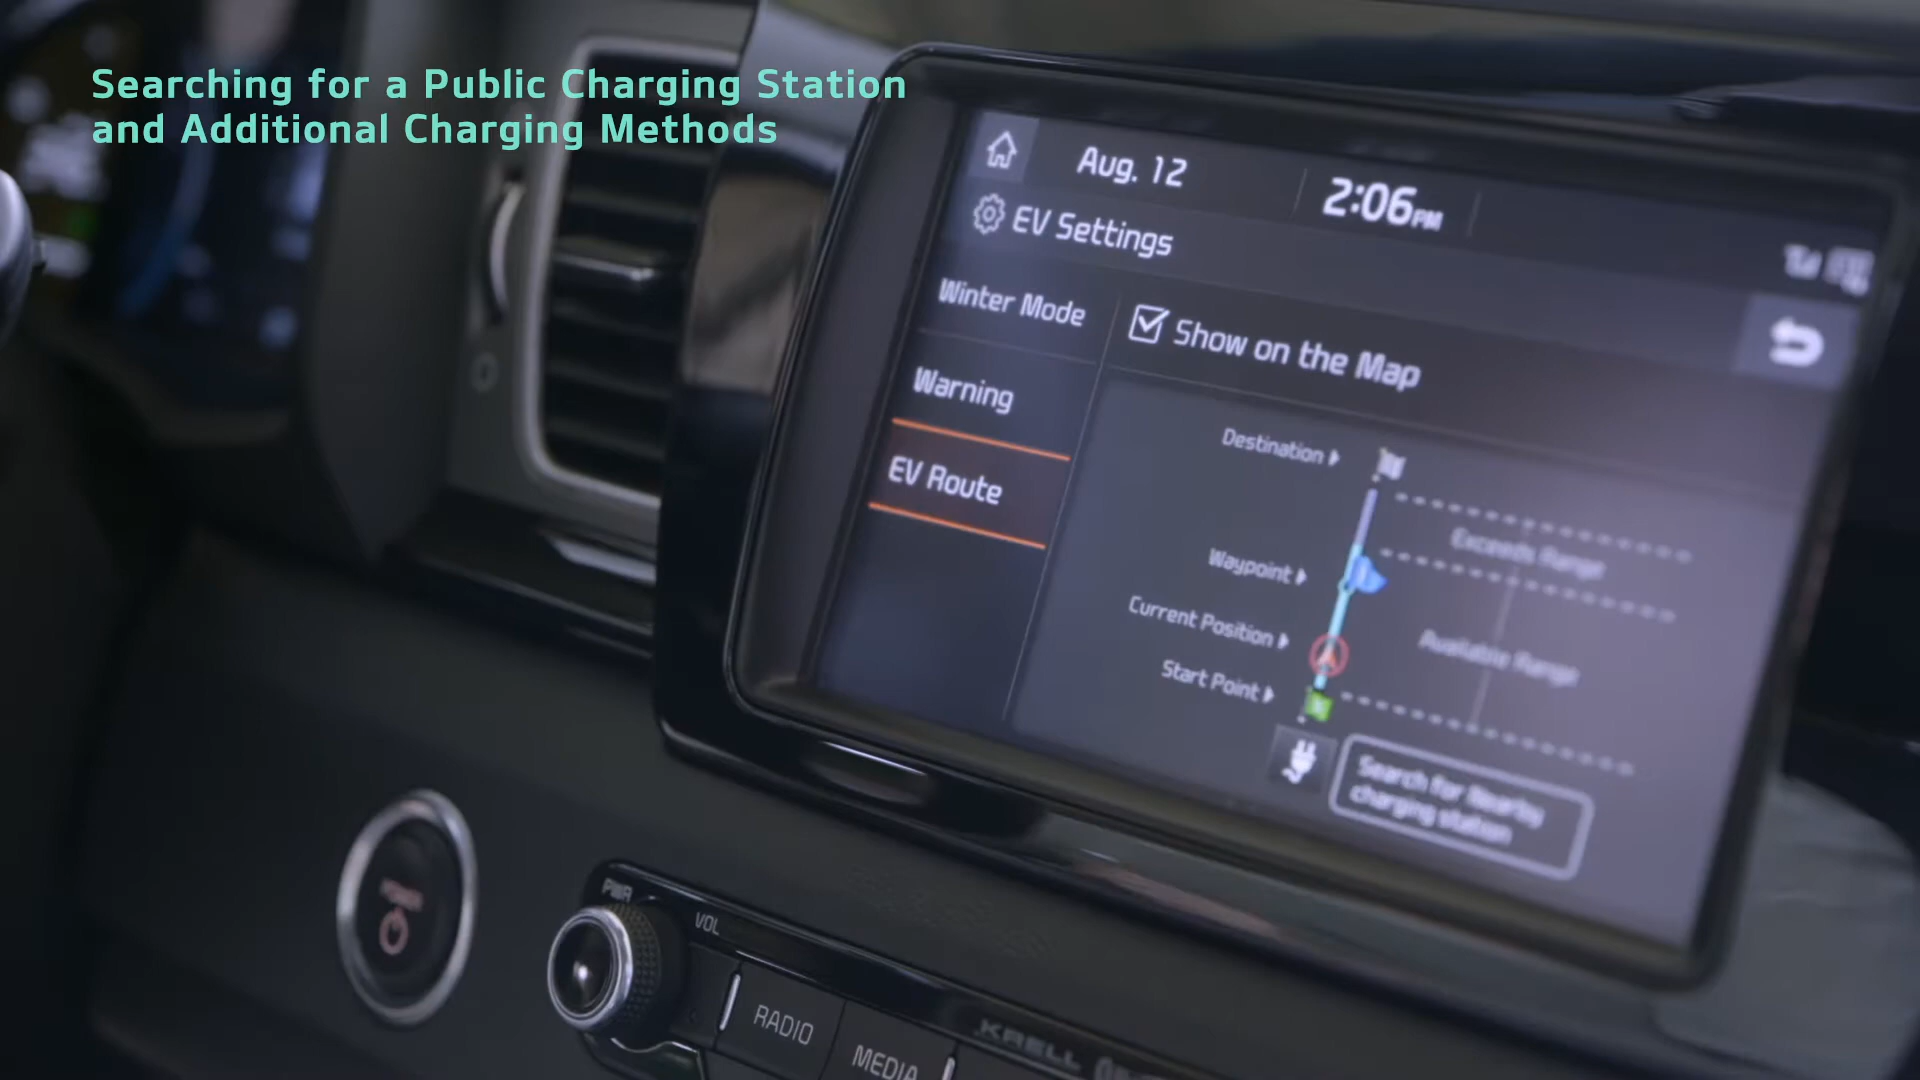 Searching for a Public Charging Station
and Additional Charging Methods
Aug. 12
2:06PM
EV Settings
Winter Mode
Warning
EV Route
Show on the Map
Destination
Exceeds Range
Waypoint
Current Position
Available Range
Start Point
Search for Nearby
charging station
POWER
PWR
VOL
RADIO
MEDIA
KRELL